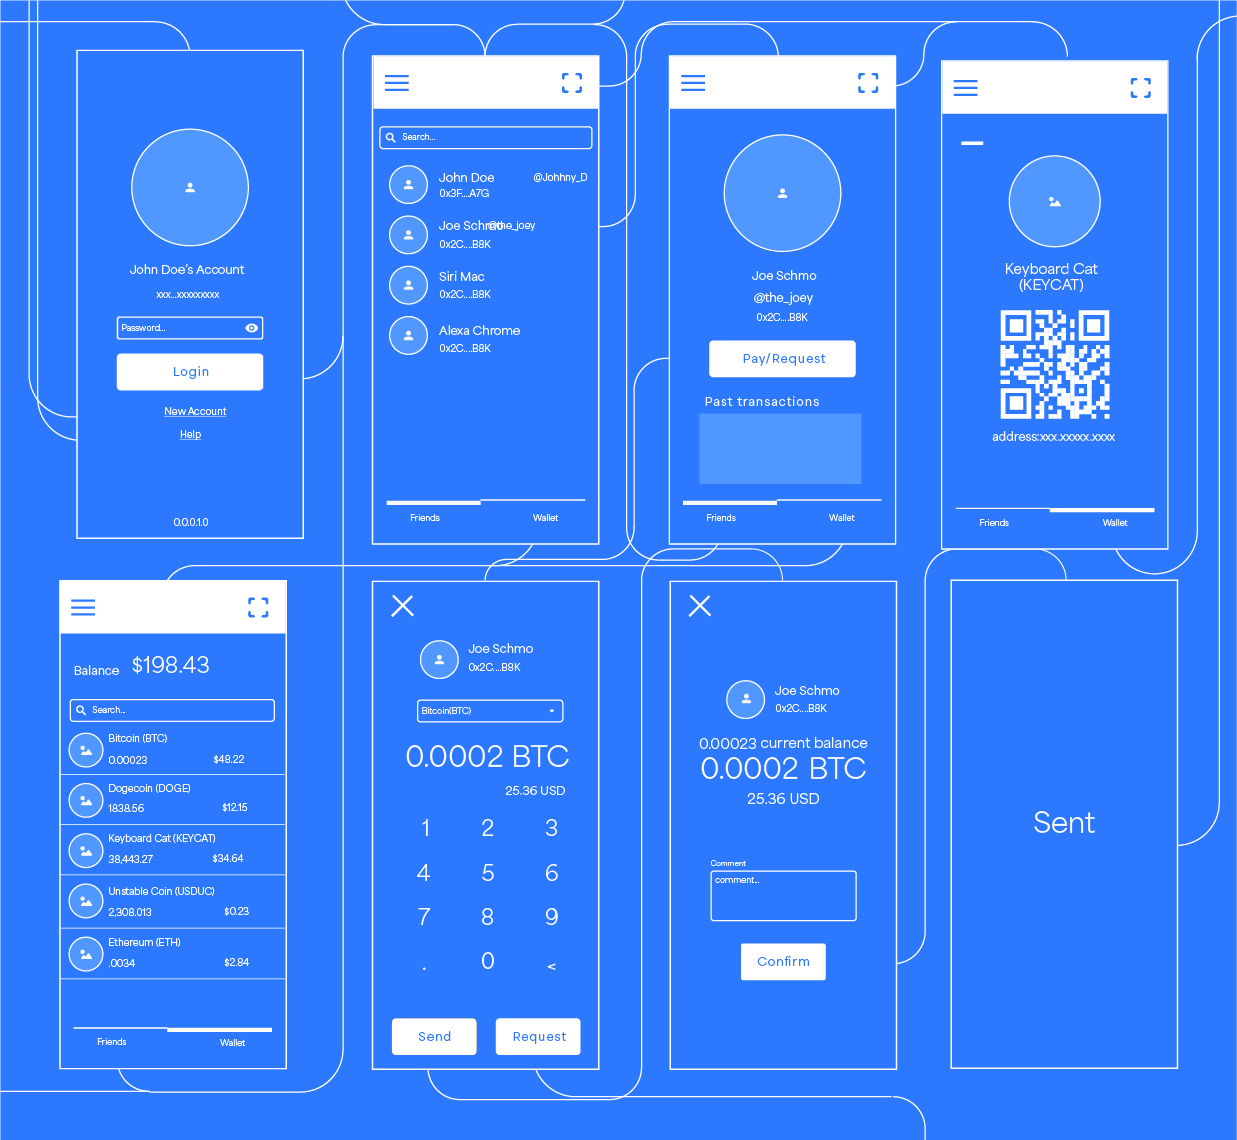 John Doe's Account
xxx...xxxxxxxxx
Password...
Login
New Account
Help
0.0.0.1.0
Search...
John Doe
@Johhny_D
0x3F....A7G
Joe Schmo
@the_joey
0x2C....B8K
Siri Mac
0x2C....B8K
Alexa Chrome
0x2C....B8K
Friends
Wallet
Joe Schmo
@the_joey
0x2C....B8K
Pay/Request
Past transactions
Friends
Wallet
Keyboard Cat
(KEYCAT)
address:xxx.xxxxx.xxxx
Friends
Wallet
Balance $198.43
Search...
Bitcoin (BTC)
0.00023 $48.22
Dogecoin (DOGE)
1838.56 $12.15
Keyboard Cat (KEYCAT)
38,443.27 $34.64
Unstable Coin (USDUC)
2,308.013 $0.23
Ethereum (ETH)
.0034 $2.84
Friends
Wallet
Joe Schmo
0x2C....B8K
Bitcoin(BTC)
0.0002 BTC
25.36 USD
1 2 3
4 5 6
7 8 9
. 0 <
Send
Request
Joe Schmo
0x2C....B8K
0.00023 current balance
0.0002 BTC
25.36 USD
Comment
comment...
Confirm
Sent